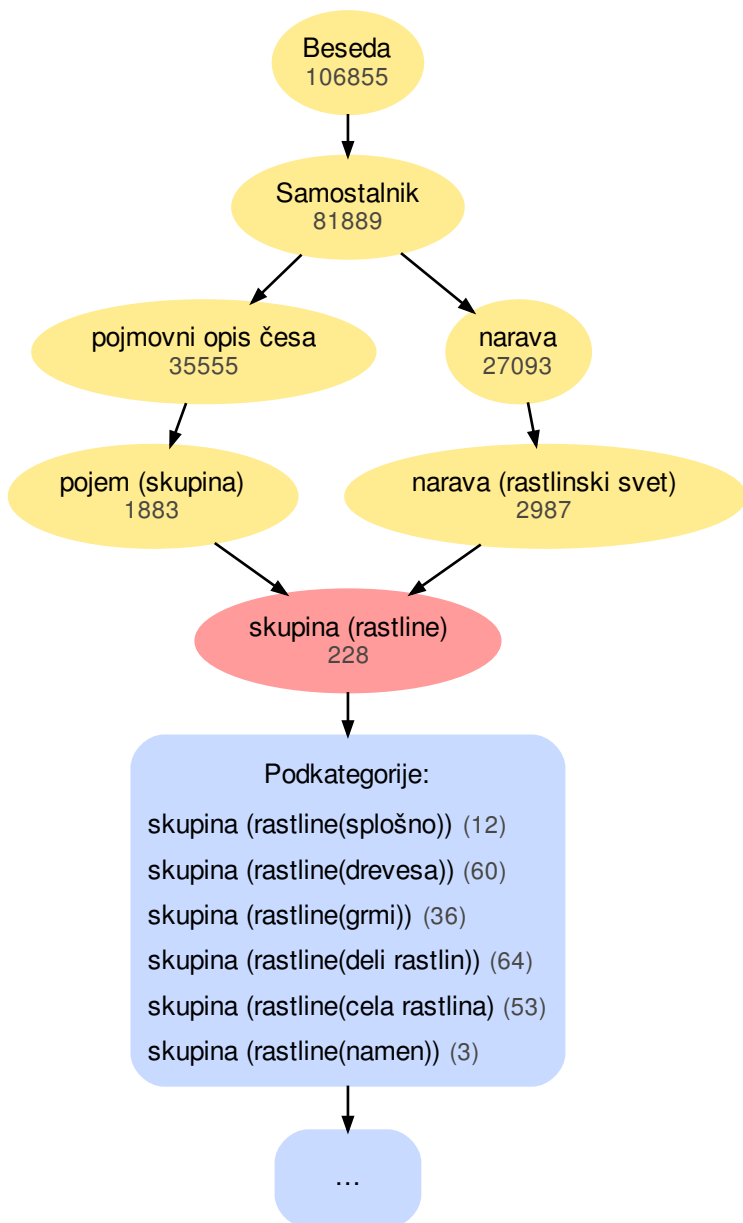 Beseda
106855
Samostalnik
81889
pojmovni opis česa
35555
narava
27093
pojem (skupina)
1883
narava (rastlinski svet)
2987
skupina (rastline)
228
Podkategorije:
skupina (rastline(splošno)) (12)
skupina (rastline(drevesa)) (60)
skupina (rastline(grmi)) (36)
skupina (rastline(deli rastlin)) (64)
skupina (rastline(cela rastlina) (53)
skupina (rastline(namen)) (3)
...